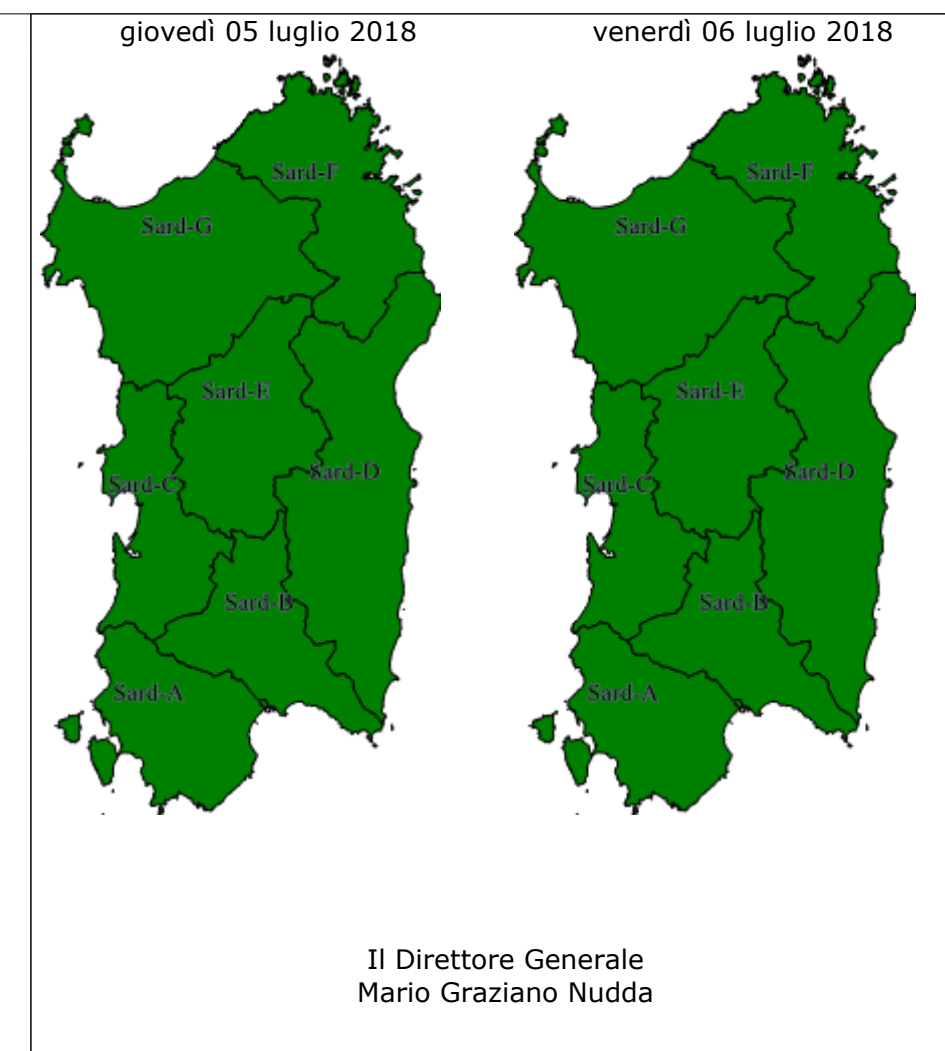 giovedì 05 luglio 2018
venerdì 06 luglio 2018
Sard-F
Sard-G
Sard-E
Sard-D
Sard-C
Sard-B
Sard-A
Sard-F
Sard-G
Sard-E
Sard-D
Sard-C
Sard-B
Sard-A
Il Direttore Generale
Mario Graziano Nudda